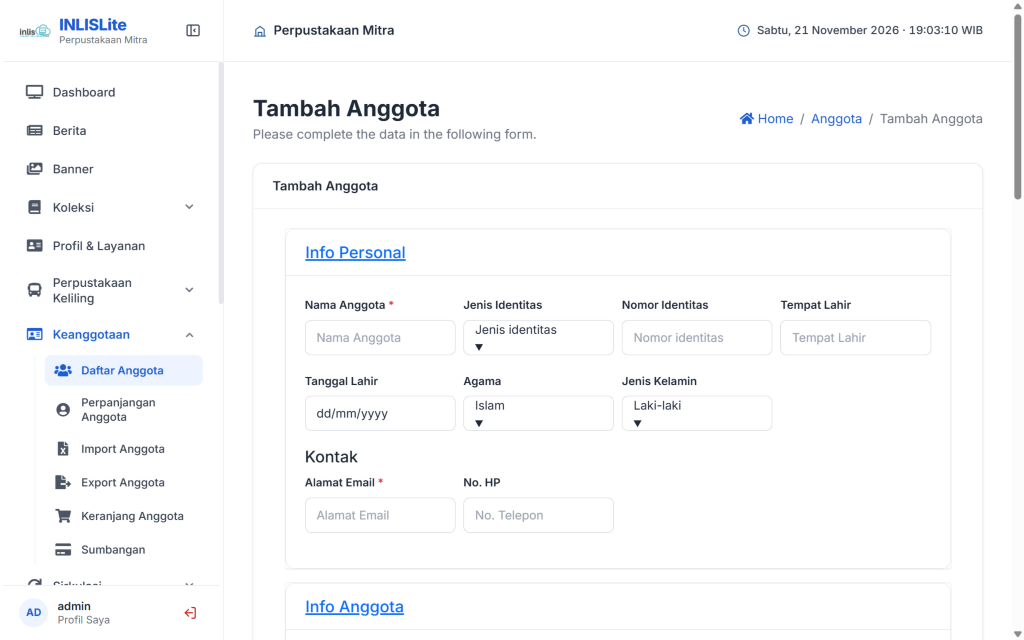 inlis
INLISLite
Perpustakaan Mitra
Perpustakaan Mitra
Sabtu, 21 November 2026 · 19:03:10 WIB
Dashboard
Berita
Banner
Koleksi
Profil & Layanan
Perpustakaan
Keliling
Keanggotaan
Daftar Anggota
Perpanjangan
Anggota
Import Anggota
Export Anggota
Keranjang Anggota
Sumbangan
Sirkulasi
AD
admin
Profil Saya
Tambah Anggota
Please complete the data in the following form.
Home / Anggota / Tambah Anggota
Tambah Anggota
Info Personal
Nama Anggota * Jenis Identitas Nomor Identitas Tempat Lahir
Nama Anggota Jenis identitas Nomor identitas Tempat Lahir
Tanggal Lahir Agama Jenis Kelamin
dd/mm/yyyy Islam Laki-laki
Kontak
Alamat Email * No. HP
Alamat Email No. Telepon
Info Anggota